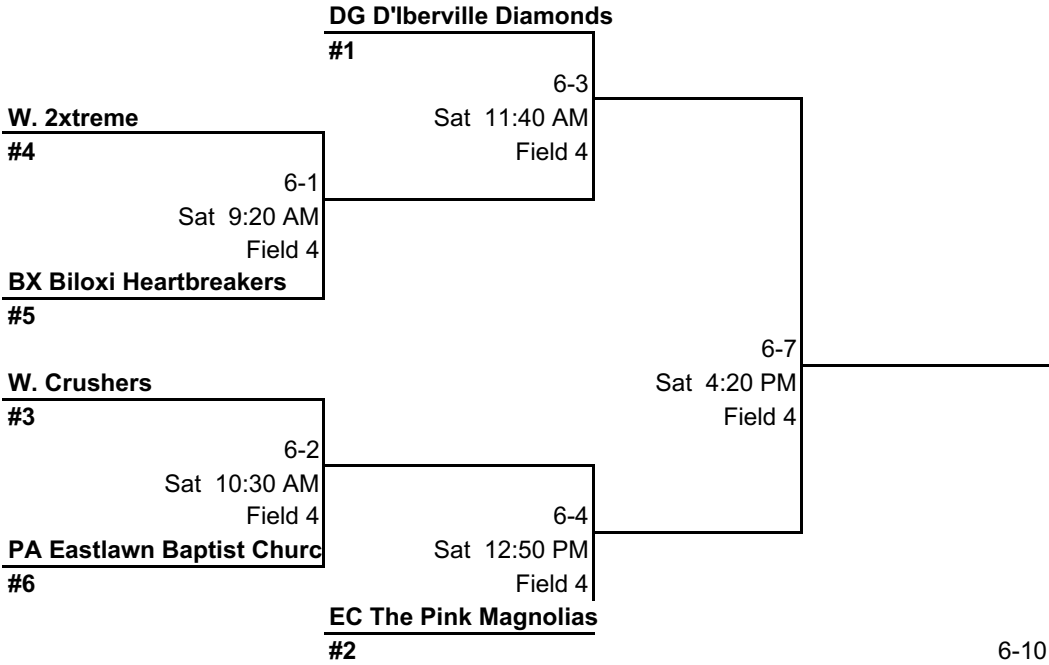 DG D'Iberville Diamonds
#1
6-3
W. 2xtreme
Sat 11:40 AM
#4
Field 4
6-1
Sat 9:20 AM
Field 4
BX Biloxi Heartbreakers
#5
6-7
W. Crushers
Sat 4:20 PM
#3
Field 4
6-2
Sat 10:30 AM
Field 4
6-4
PA Eastlawn Baptist Churc
Sat 12:50 PM
#6
Field 4
EC The Pink Magnolias
#2
6-10